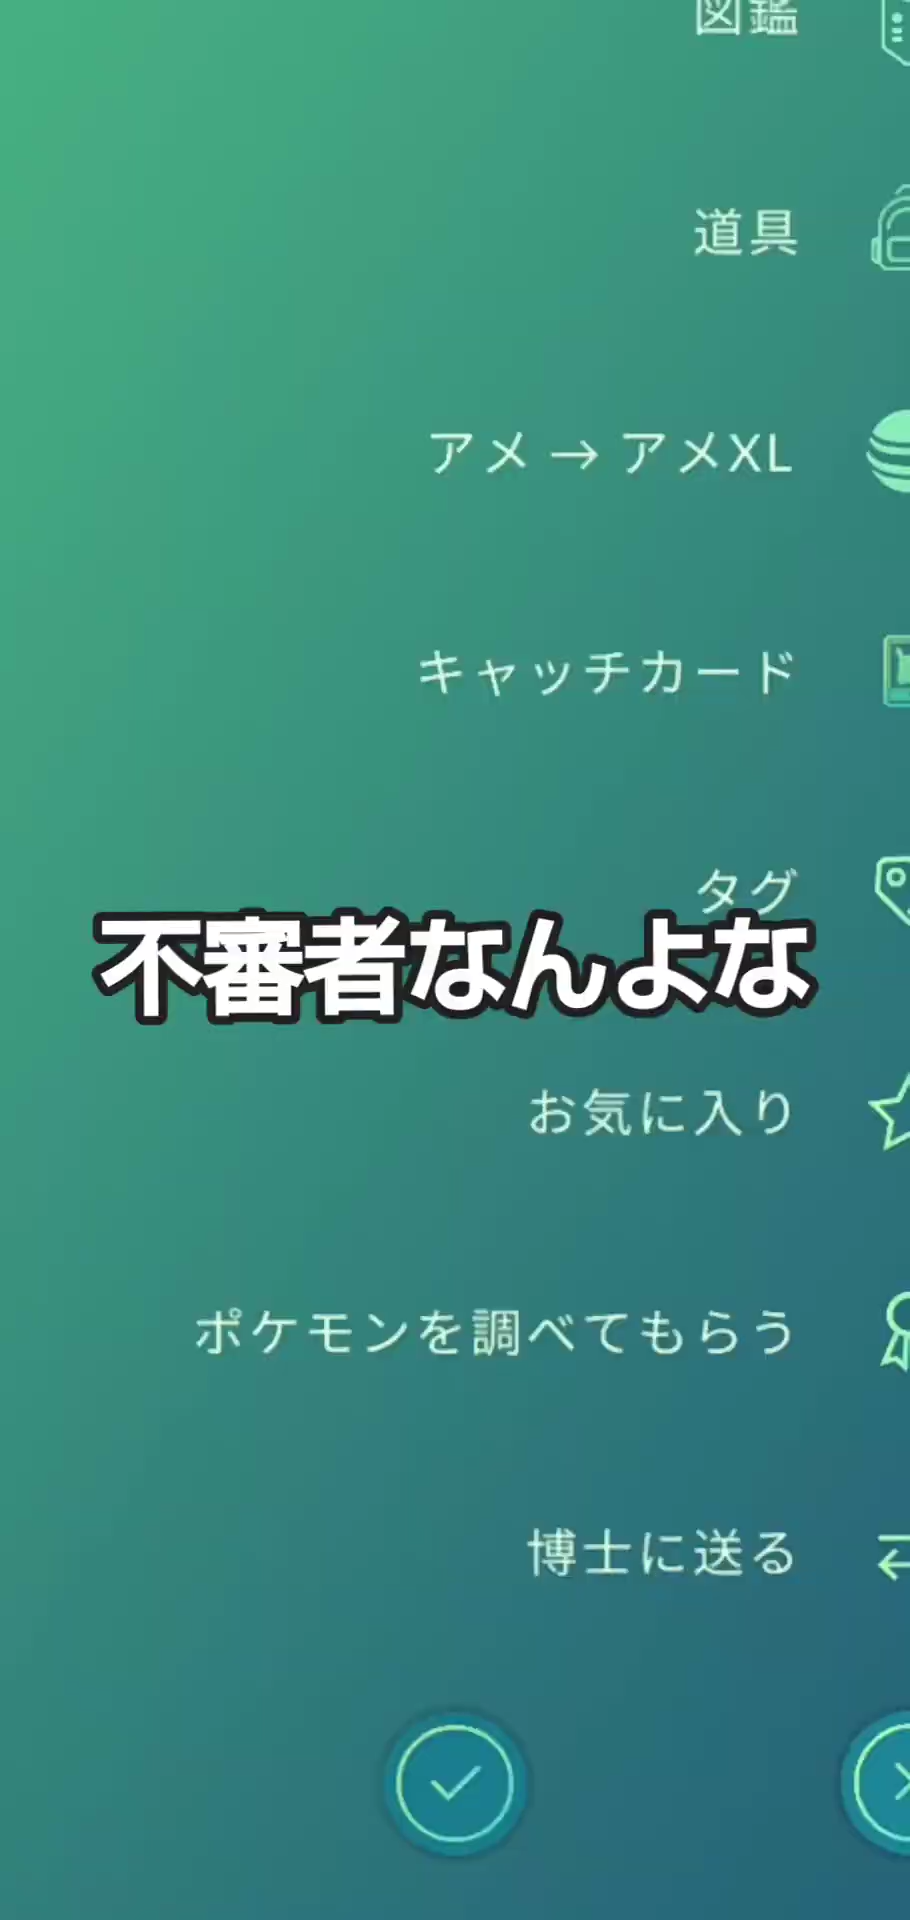 図鑑
道具
アメ → アメXL
キャッチカード
タグ
不審者なんよな
お気に入り
ポケモンを調べてもらう
博士に送る